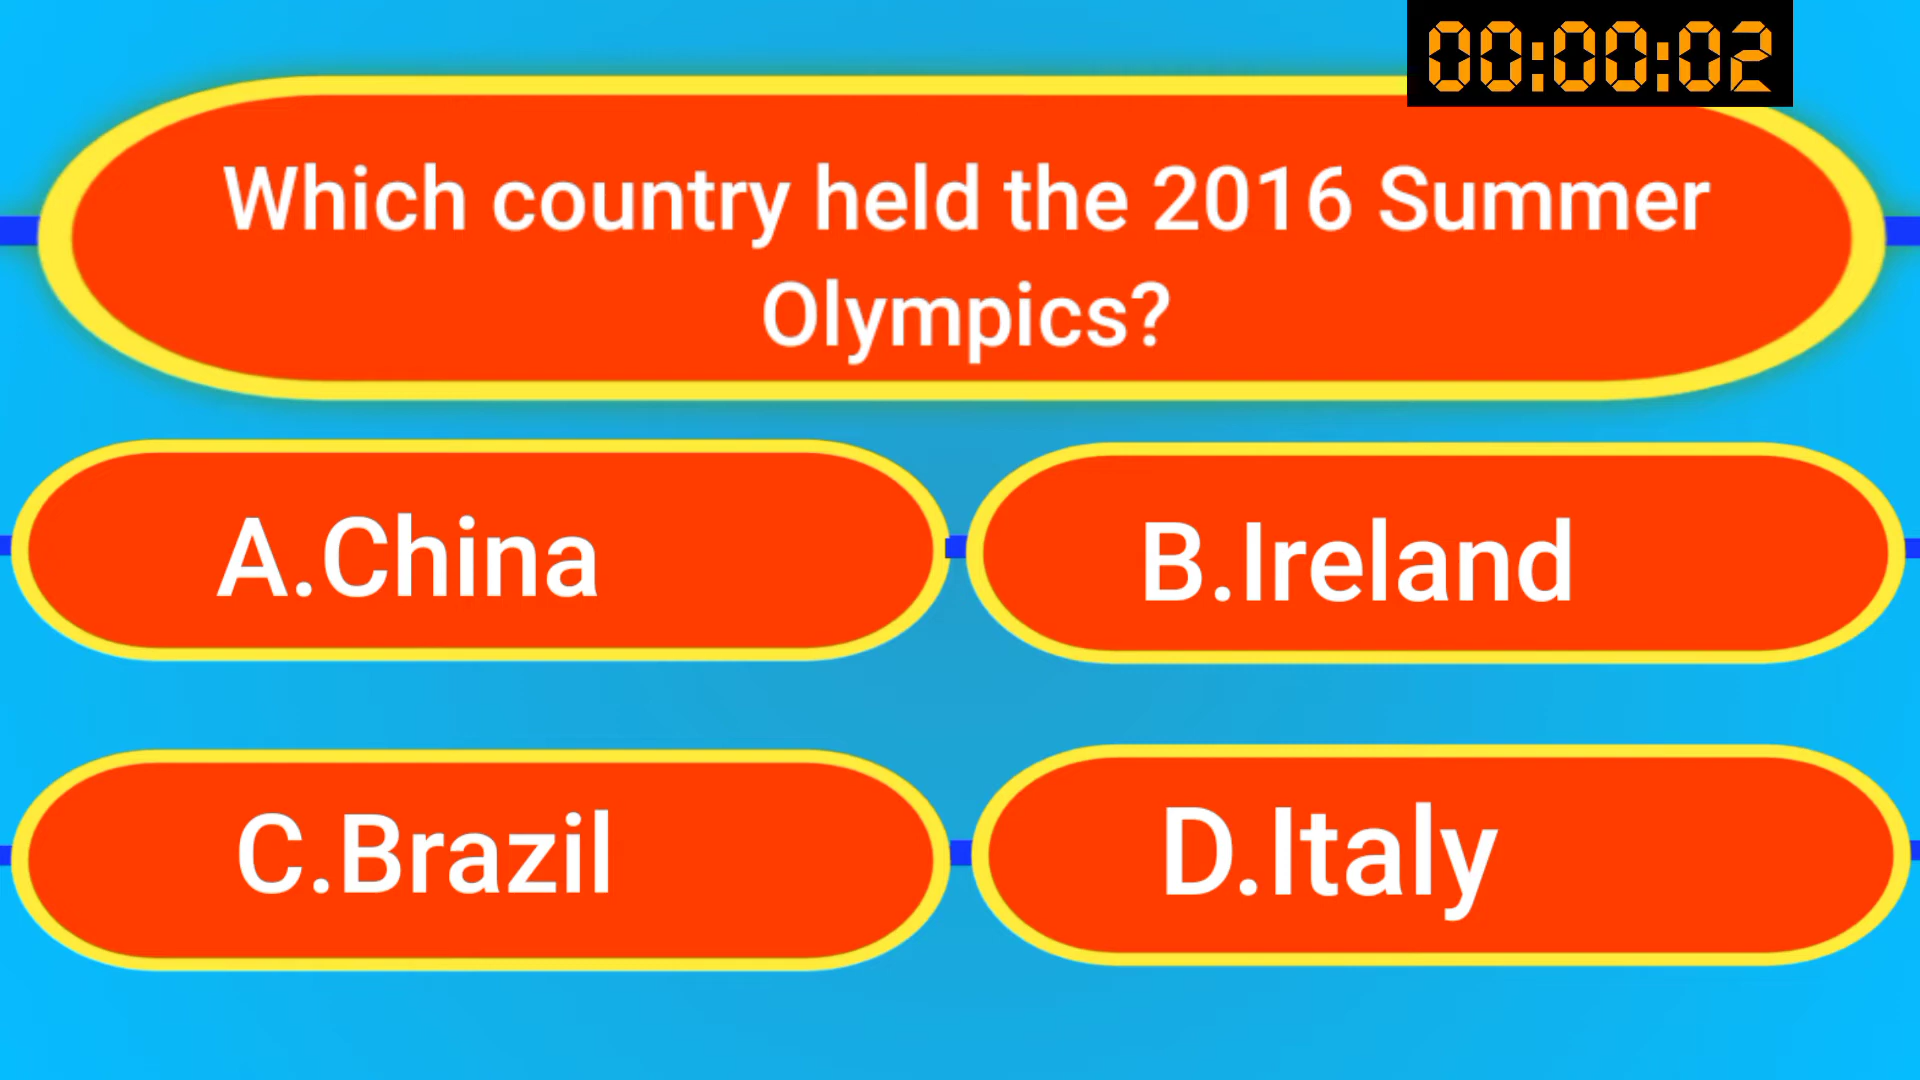 00:00:02
Which country held the 2016 Summer
Olympics?
A.China
B.Ireland
C.Brazil
D.Italy